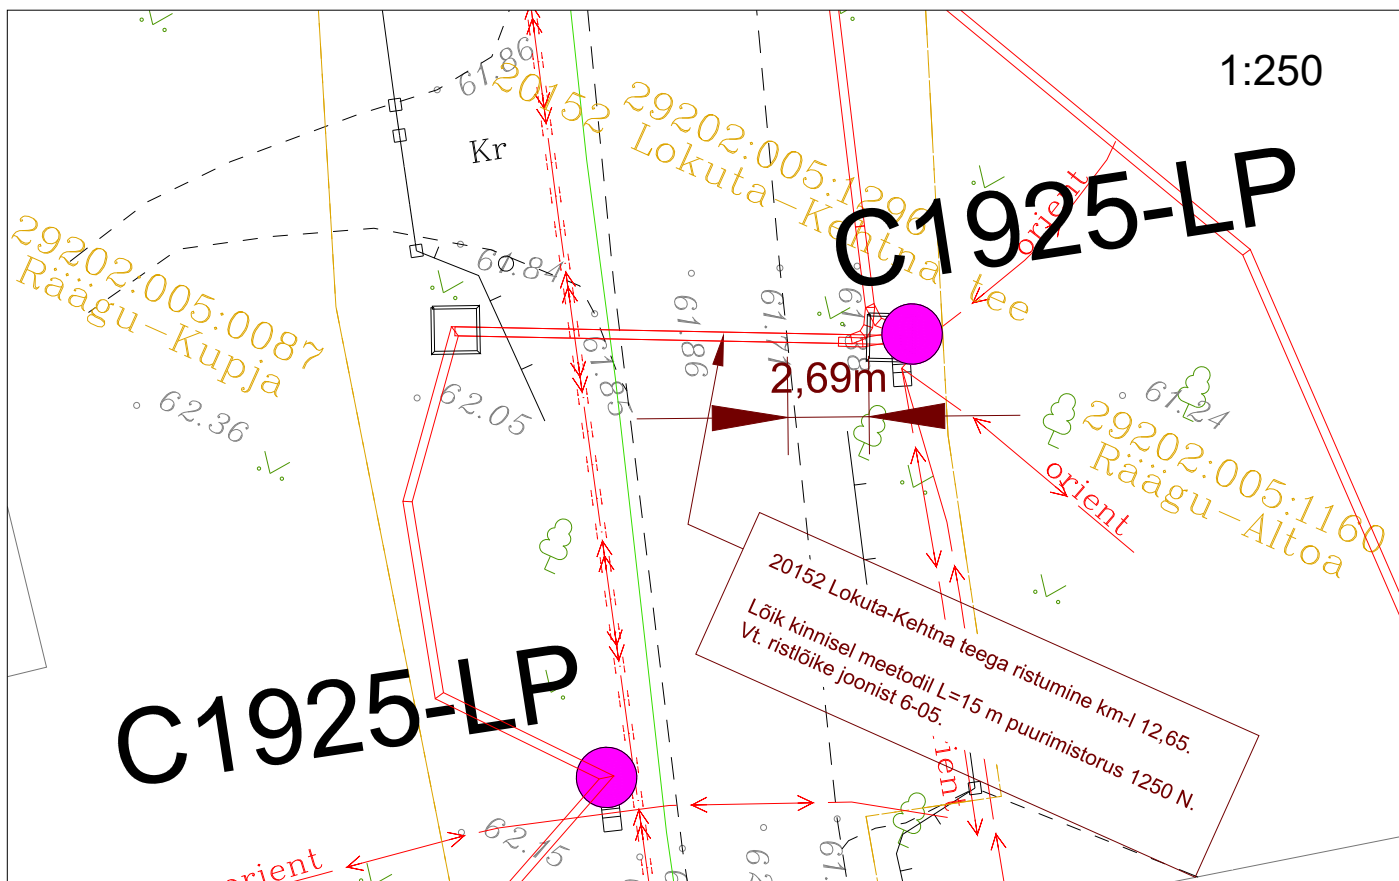 1:250
61.86
20152
29202:005:1296
Lokuta-Kehtna tee
Kr
C1925-LP
orient
29202:005:0087
Räägu-Kupja
61.84
61.86
61.85
2,69m
62.36
62.05
61.24
29202:005:1160
Räägu-Altoa
orient
20152 Lokuta-Kehtna teega ristumine km-l 12,65.
Lõik kinnisel meetodil L=15 m puurimistorus 1250 N.
Vt. ristlõike joonist 6-05.
C1925-LP
62.15
orient